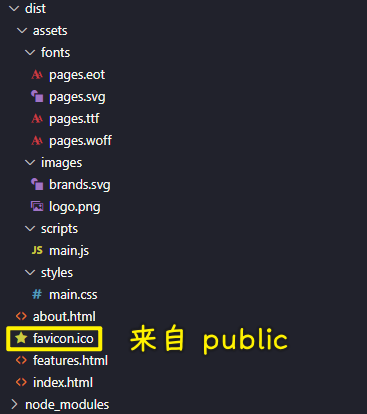 dist
assets
fonts
pages.eot
pages.svg
pages.ttf
pages.woff
images
brands.svg
logo.png
scripts
JS main.js
styles
# main.css
about.html
favicon.ico 来自 public
features.html
index.html
node_modules